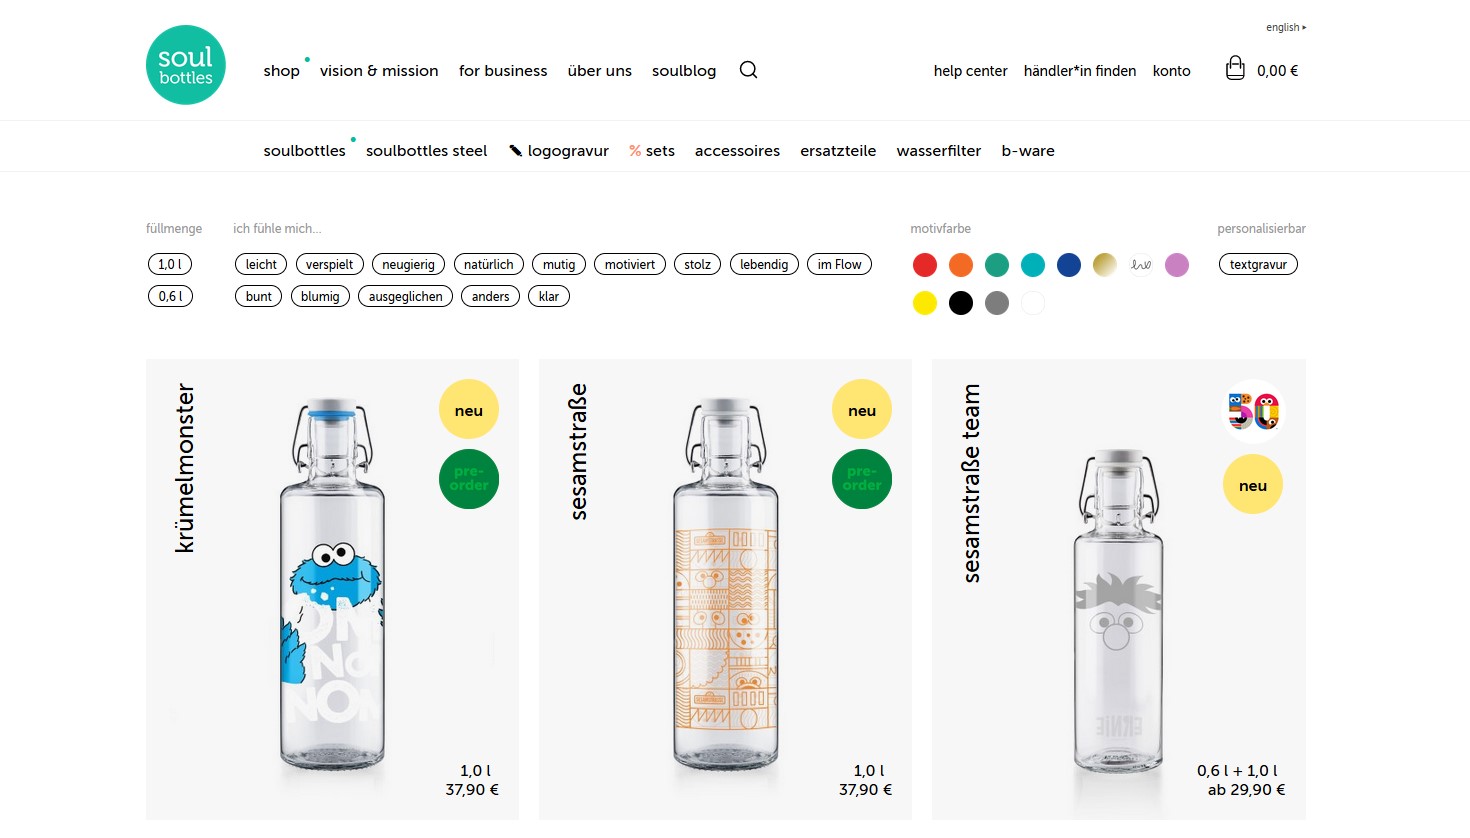 english
soul
bottles
shop
vision & mission
for business
über uns
soulblog
help center
händler*in finden
konto
0,00 €
soulbottles
soulbottles steel
logogravur
% sets
accessoires
ersatzteile
wasserfilter
b-ware
füllmenge
ich fühle mich...
motivfarbe
personalisierbar
1,0 l
leicht
verspielt
neugierig
natürlich
mutig
motiviert
stolz
lebendig
im Flow
textgravur
0,6 l
bunt
blumig
ausgeglichen
anders
klar
krümelmonster
neu
pre-
order
OM
NOM
NOM
1,0 l
37,90 €
sesamstraße
neu
pre-
order
1,0 l
37,90 €
sesamstraße team
50
neu
ERNIE
0,6 l + 1,0 l
ab 29,90 €